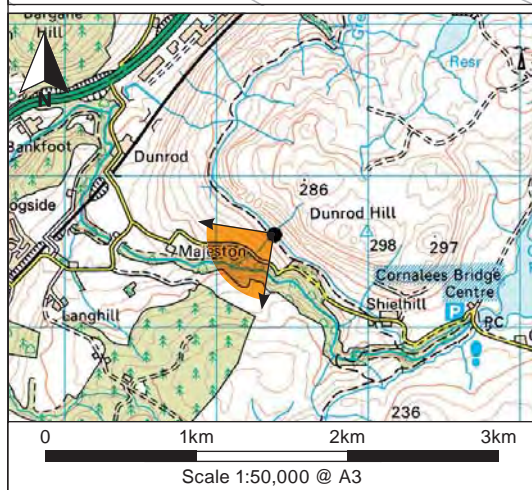 Bargane
Hill
Gre
Resr
N
Bankfoot
Dunrod
ogside
286
Dunrod Hill
Majeston
298
297
Cornalees Bridge
Centre
Shielhill
P
PC
Langhill
236
0 1km 2km 3km
Scale 1:50,000 @ A3